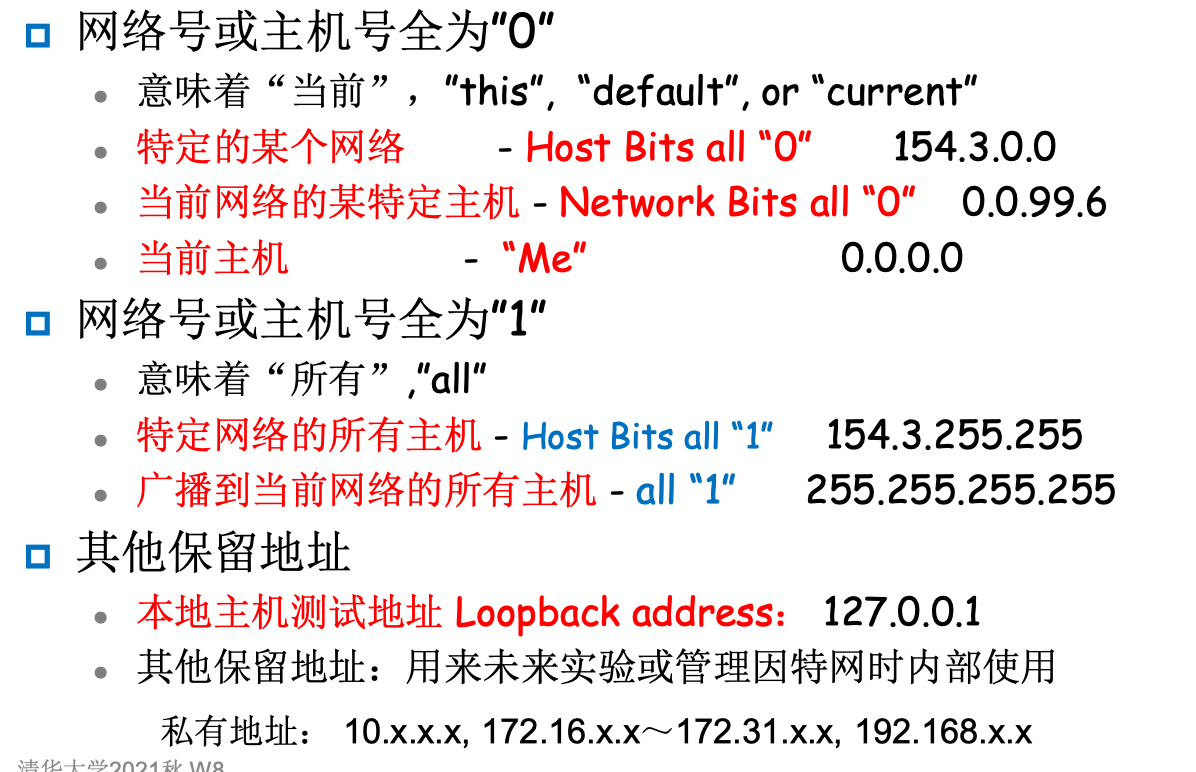 网络号或主机号全为"0"
意味着“当前”，"this", “default", or “current"
特定的某个网络 - Host Bits all “0" 154.3.0.0
当前网络的某特定主机 - Network Bits all “0" 0.0.99.6
当前主机 - “Me" 0.0.0.0
网络号或主机号全为"1"
意味着“所有”,"all"
特定网络的所有主机 - Host Bits all “1" 154.3.255.255
广播到当前网络的所有主机 - all “1" 255.255.255.255
其他保留地址
本地主机测试地址 Loopback address： 127.0.0.1
其他保留地址：用来未来实验或管理因特网时内部使用
私有地址： 10.x.x.x, 172.16.x.x～172.31.x.x, 192.168.x.x
清华大学2021秋 W8